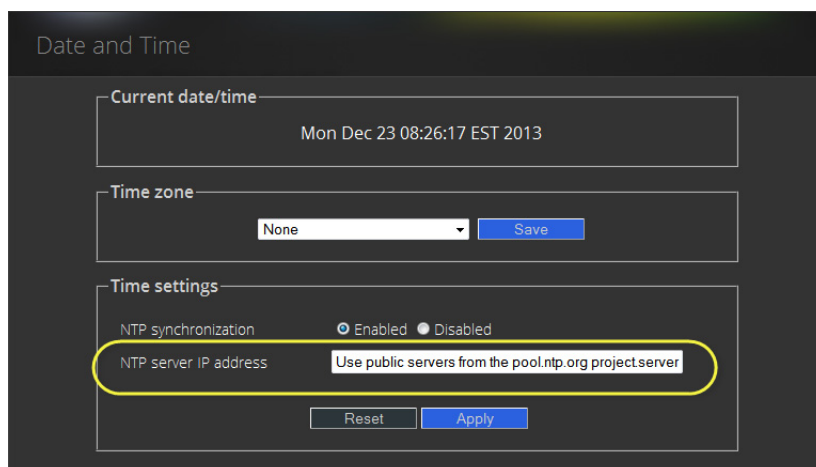 Date and Time
Current date/time
Mon Dec 23 08:26:17 EST 2013
Time zone
None Save
Time settings
NTP synchronization Enabled Disabled
NTP server IP address Use public servers from the pool.ntp.org project.server
Reset Apply